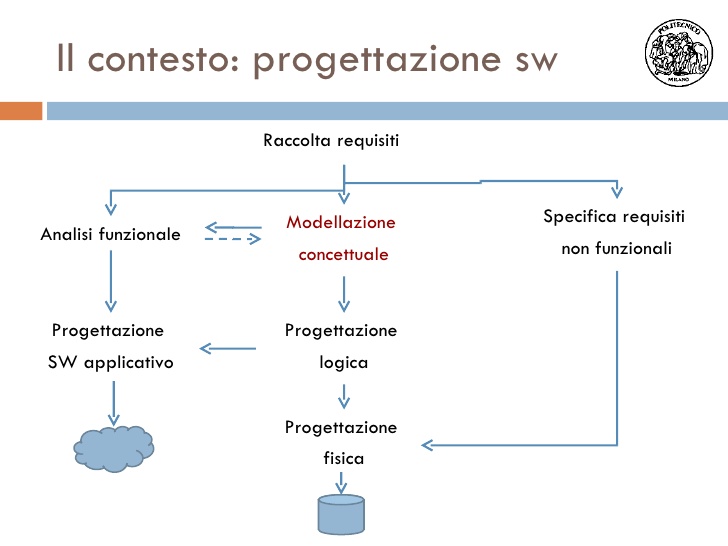 Il contesto: progettazione sw
POLITECNICO
MILANO
Raccolta requisiti
Analisi funzionale
Modellazione
concettuale
Specifica requisiti
non funzionali
Progettazione
SW applicativo
Progettazione
logica
Progettazione
fisica